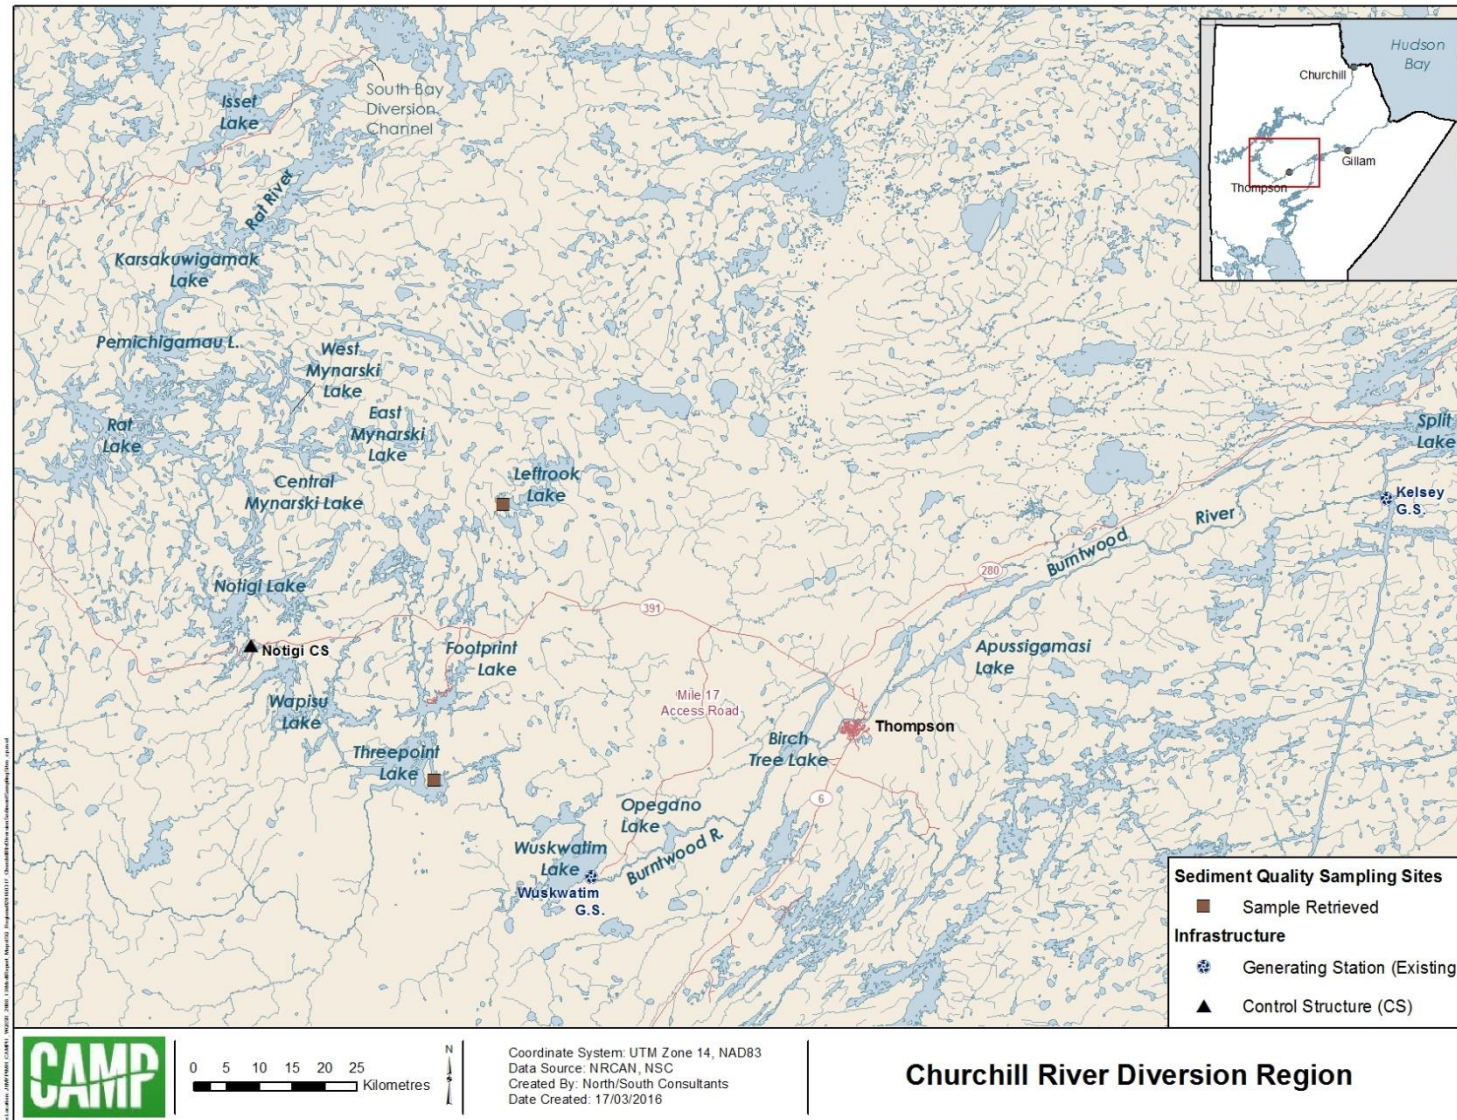 Hudson
Bay
Churchill
Gillam
Thompson
South Bay
Diversion
Channel
Isset
Lake
Rat River
Karsakuwigamak
Lake
Pemichigamau L..
West
Mynarski
Lake
East
Mynarski
Lake
Rat
Lake
Central
Mynarski Lake
Leftrook
Lake
Split
Lake
Kelsey
G.S.
Burntwood River
280
391
Notigi Lake
Notigi CS
Footprint
Lake
Apussigamasi
Lake
Wapisu
Lake
Mile 17
Access Road
Thompson
Birch
Tree Lake
Threepoint
Lake
6
Opegano
Lake
Wuskwatim
Lake
Burntwood R.
Wuskwatim
G.S.
Sediment Quality Sampling Sites
Sample Retrieved
Infrastructure
Generating Station (Existing
Control Structure (CS)
CAMP
0 5 10 15 20 25
Kilometres
N
Coordinate System: UTM Zone 14, NAD83
Data Source: NRCAN, NSC
Created By: North/South Consultants
Date Created: 17/03/2016
Churchill River Diversion Region